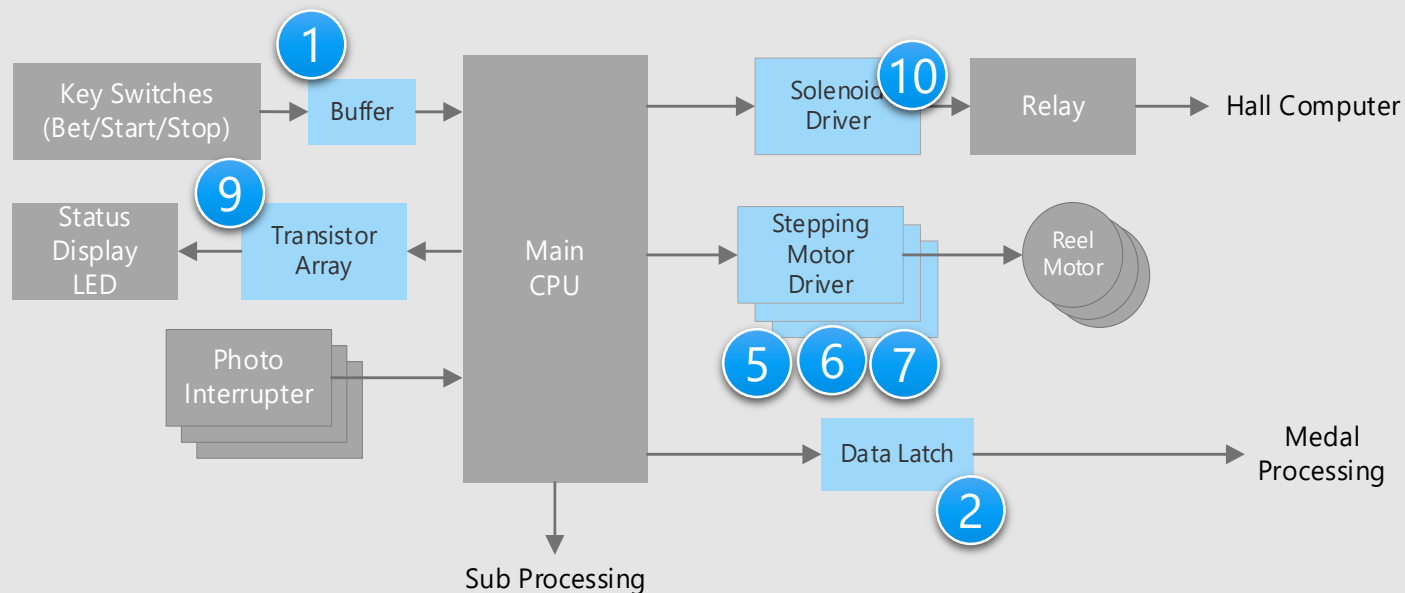 1
Key Switches
(Bet/Start/Stop)
Buffer
9
Status
Display
LED
Transistor
Array
Photo
Interrupter
Main
CPU
Sub Processing
Solenoid
Driver
10
Relay
Hall Computer
Stepping
Motor
Driver
5
6
7
Reel
Motor
Data Latch
2
Medal
Processing